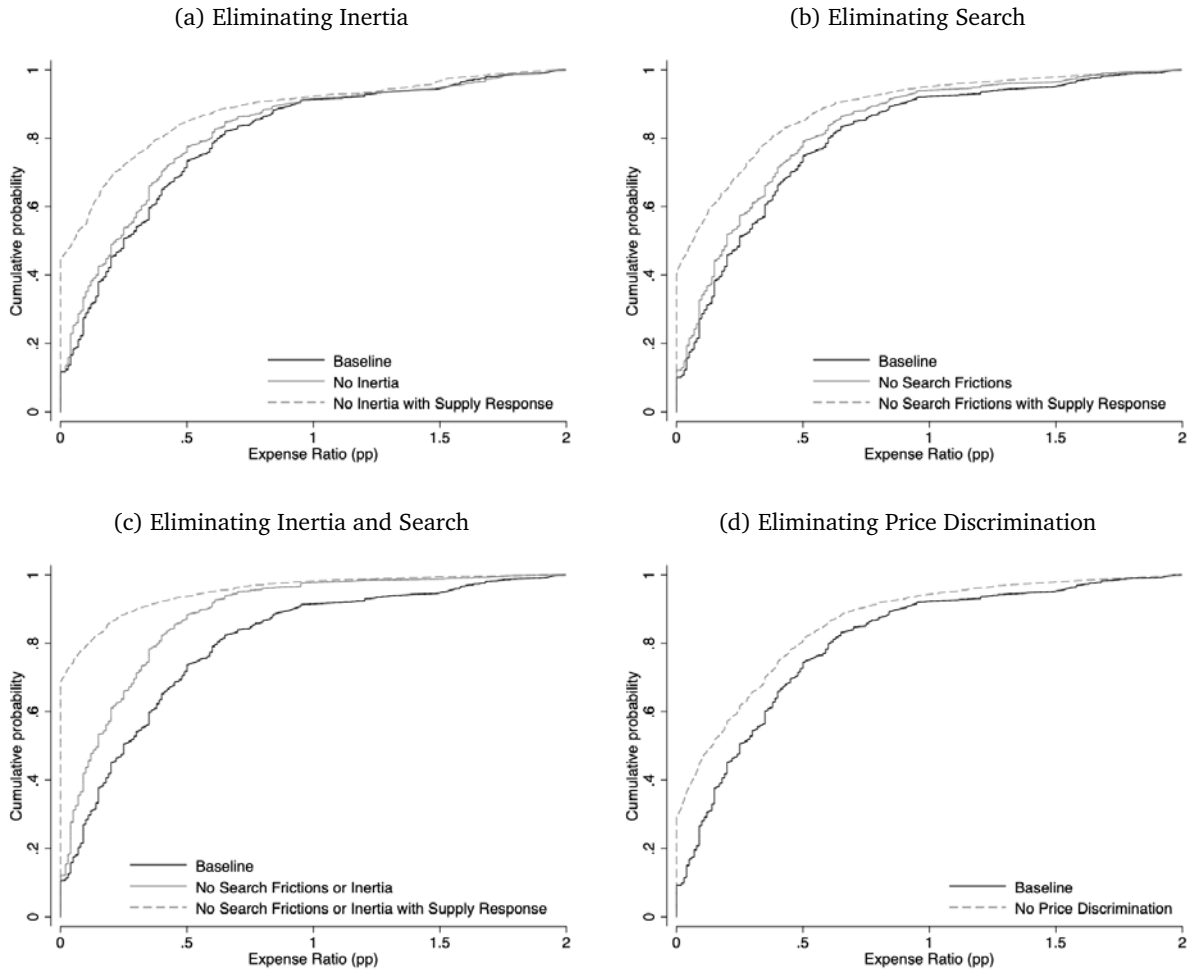 (a) Eliminating Inertia
Cumulative probability
0
.2
.4
.6
.8
1
Baseline
No Inertia
No Inertia with Supply Response
0 .5 1 1.5 2
Expense Ratio (pp)
(b) Eliminating Search
Cumulative probability
0
.2
.4
.6
.8
1
Baseline
No Search Frictions
No Search Frictions with Supply Response
0 .5 1 1.5 2
Expense Ratio (pp)
(c) Eliminating Inertia and Search
Cumulative probability
0
.2
.4
.6
.8
1
Baseline
No Search Frictions or Inertia
No Search Frictions or Inertia with Supply Response
0 .5 1 1.5 2
Expense Ratio (pp)
(d) Eliminating Price Discrimination
Cumulative probability
0
.2
.4
.6
.8
1
Baseline
No Price Discrimination
0 .5 1 1.5 2
Expense Ratio (pp)